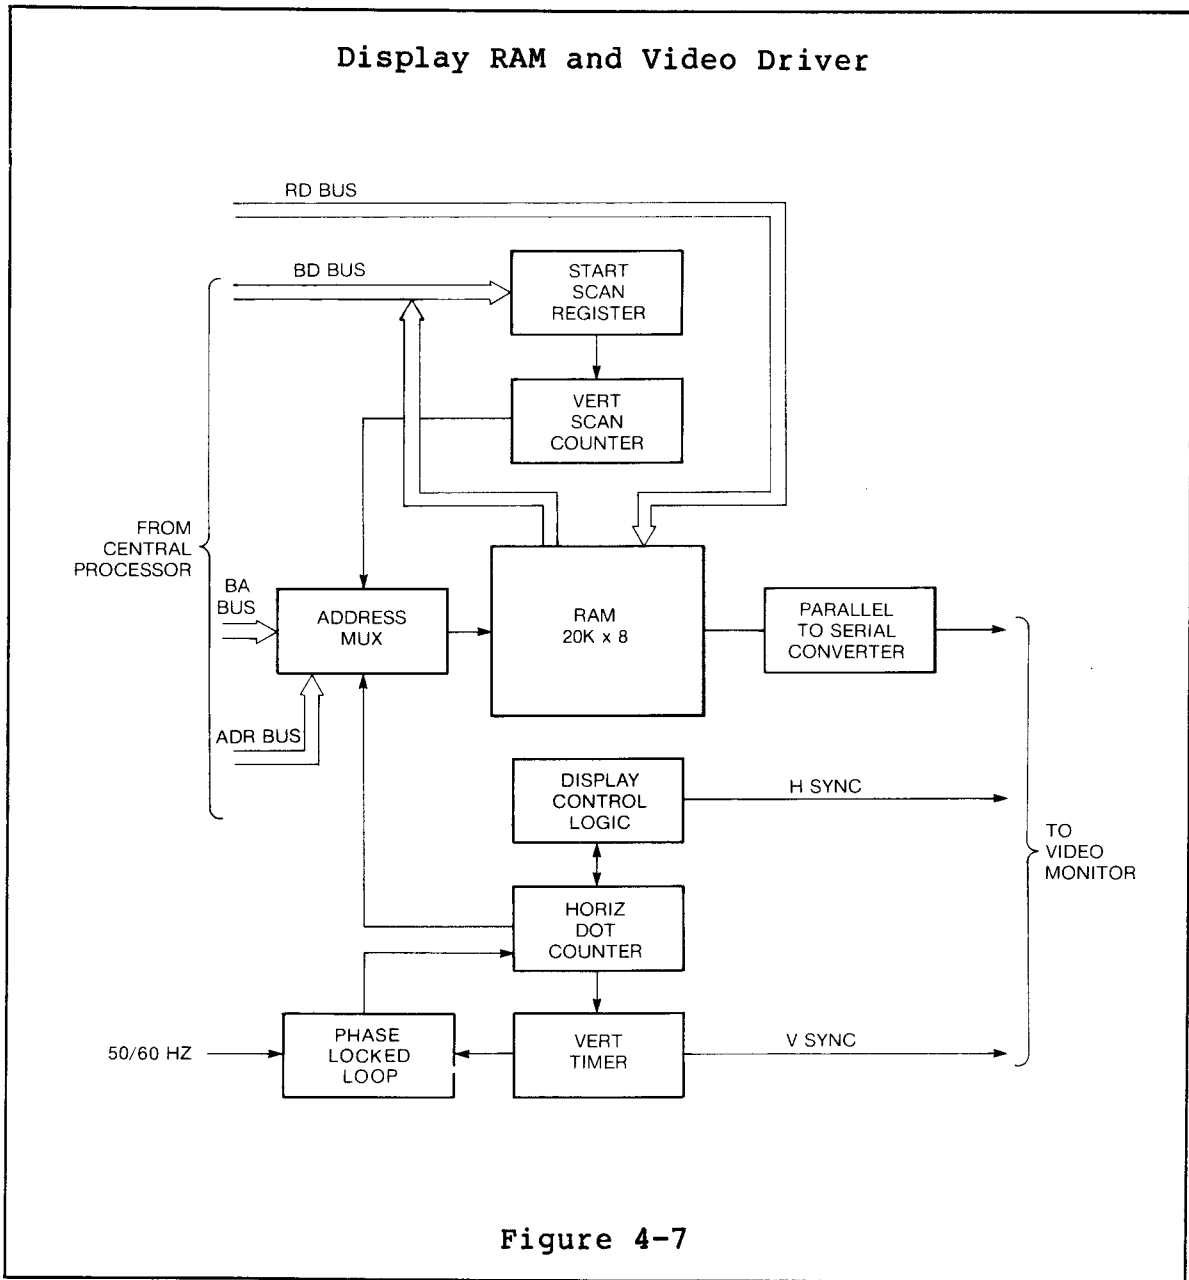 Display RAM and Video Driver
RD BUS
BD BUS
START
SCAN
REGISTER
VERT
SCAN
COUNTER
FROM
CENTRAL
PROCESSOR
BA
BUS
ADDRESS
MUX
RAM
20K x 8
PARALLEL
TO SERIAL
CONVERTER
ADR BUS
DISPLAY
CONTROL
LOGIC
H SYNC
TO
VIDEO
MONITOR
HORIZ
DOT
COUNTER
50/60 HZ
PHASE
LOCKED
LOOP
VERT
TIMER
V SYNC
Figure 4-7